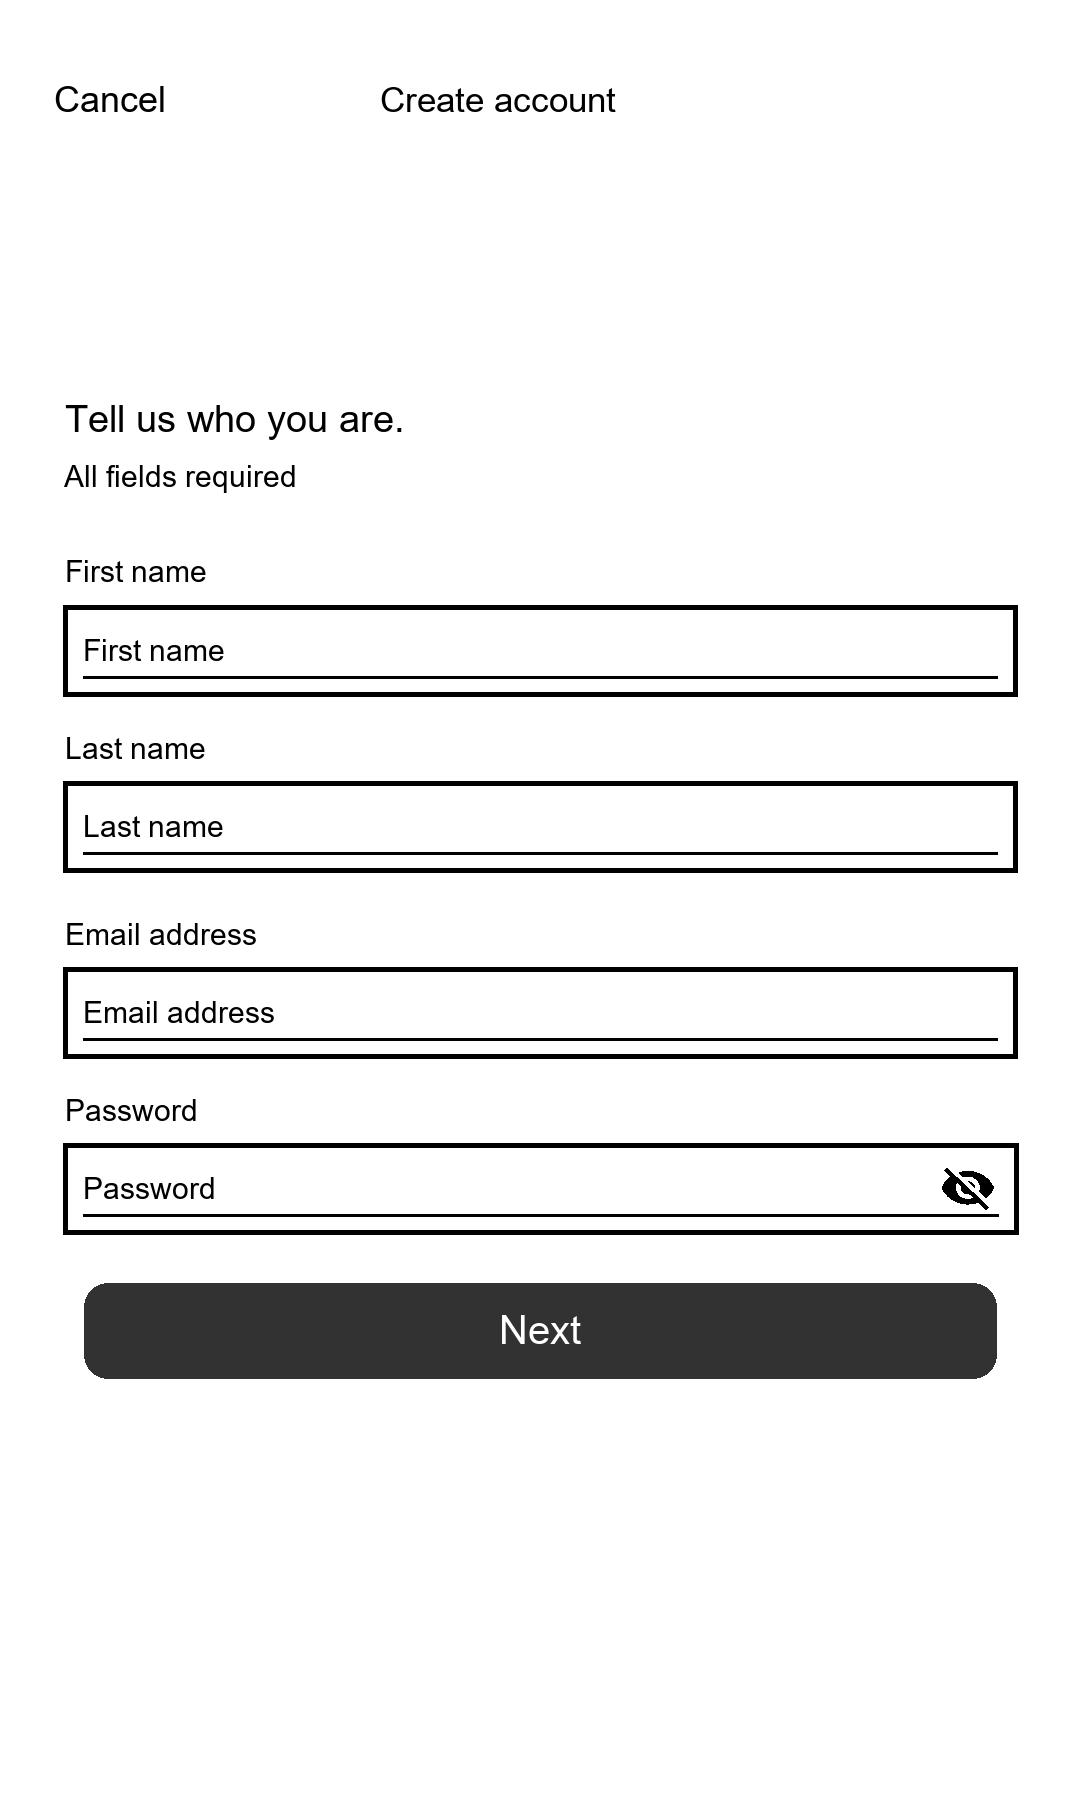 Cancel
Create account
Tell us who you are.
All fields required
First name
First name
Last name
Last name
Email address
Email address
Password
Password
Next